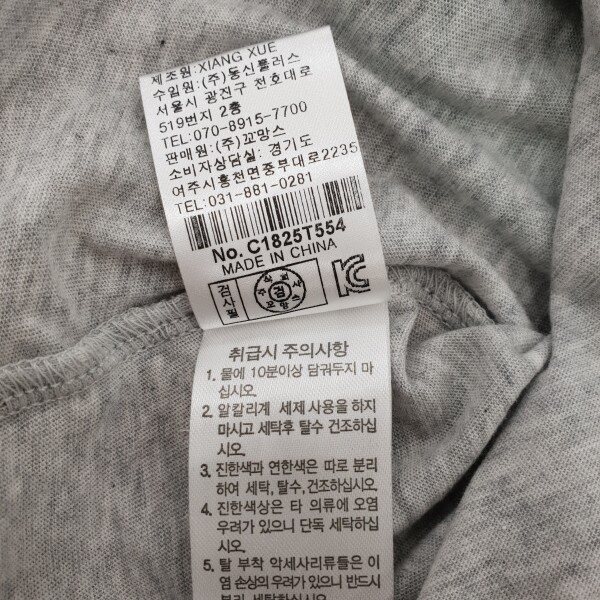 제조원:XIANG XUE
수입원:(주)동신플러스
서울시 광진구 천호대로
519번지 2층
TEL:070-8915-7700
판매원:(주)꼬망스
소비자상담실: 경기도
여주시흥천면중부대로2235
TEL:031-881-0281
No. C1825T554
MADE IN CHINA
검사필
검
취급시 주의사항
1. 물에 10분이상 담궈두지 마
십시오.
2. 알칼리계 세제 사용을 하지
마시고 세탁후 탈수 건조하십
시오.
3. 진한색과 연한색은 따로 분리
하여 세탁, 탈수,건조하십시오.
4. 진한색상은 타 의류에 오염
우려가 있으니 단독 세탁하십
시오.
5. 탈 부착 악세사리류들은 이
염 손상의 우려가 있으니 반드시
분리 세탁하십시오.